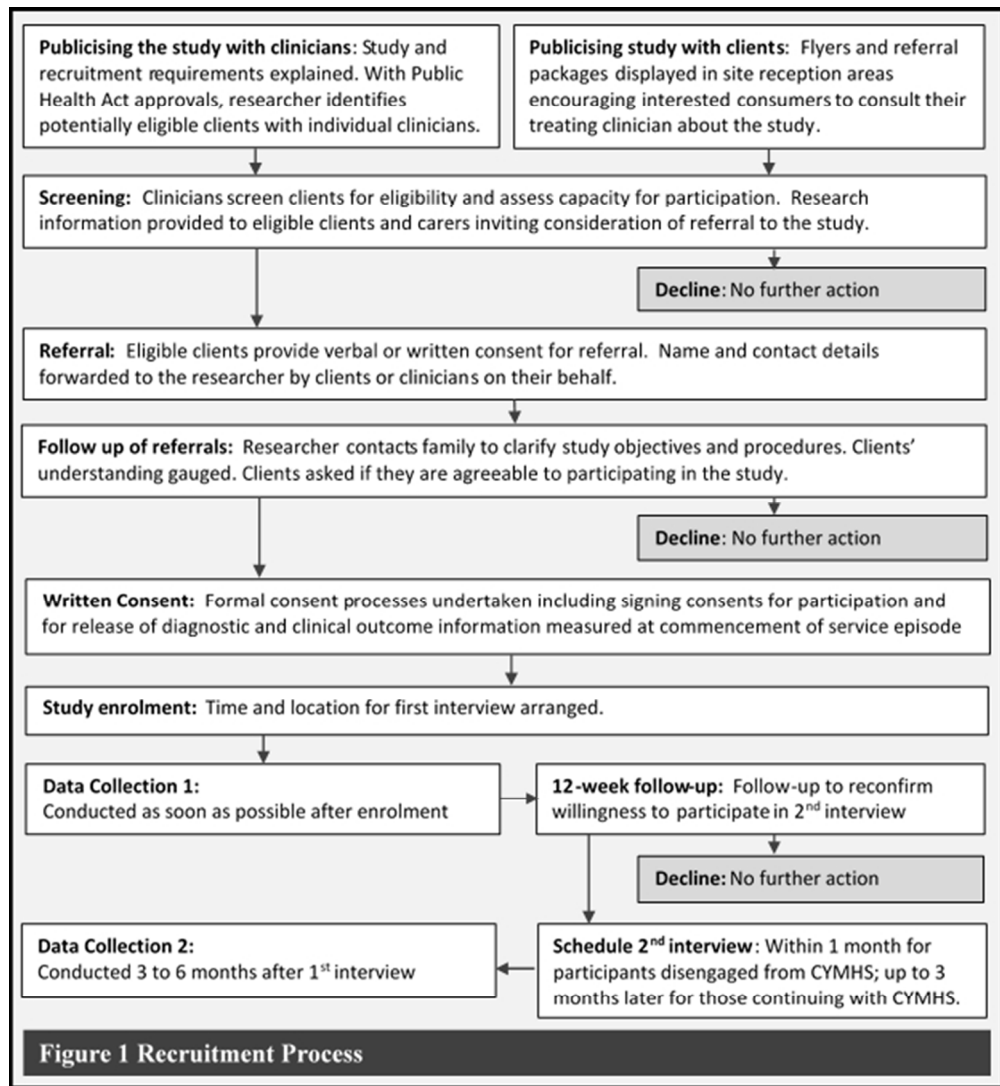 Publicising the study with clinicians: Study and
recruitment requirements explained. With Public
Health Act approvals, researcher identifies
potentially eligible clients with individual clinicians.
Publicising study with clients: Flyers and referral
packages displayed in site reception areas
encouraging interested consumers to consult their
treating clinician about the study.
Screening: Clinicians screen clients for eligibility and assess capacity for participation. Research
information provided to eligible clients and carers inviting consideration of referral to the study.
Decline: No further action
Referral: Eligible clients provide verbal or written consent for referral. Name and contact details
forwarded to the researcher by clients or clinicians on their behalf.
Follow up of referrals: Researcher contacts family to clarify study objectives and procedures. Clients'
understanding gauged. Clients asked if they are agreeable to participating in the study.
Decline: No further action
Written Consent: Formal consent processes undertaken including signing consents for participation and
for release of diagnostic and clinical outcome information measured at commencement of service episode
Study enrolment: Time and location for first interview arranged.
Data Collection 1:
Conducted as soon as possible after enrolment
12-week follow-up: Follow-up to reconfirm
willingness to participate in 2nd interview
Decline: No further action
Schedule 2nd interview: Within 1 month for
participants disengaged from CYMHS; up to 3
months later for those continuing with CYMHS.
Data Collection 2:
Conducted 3 to 6 months after 1st interview
Figure 1 Recruitment Process